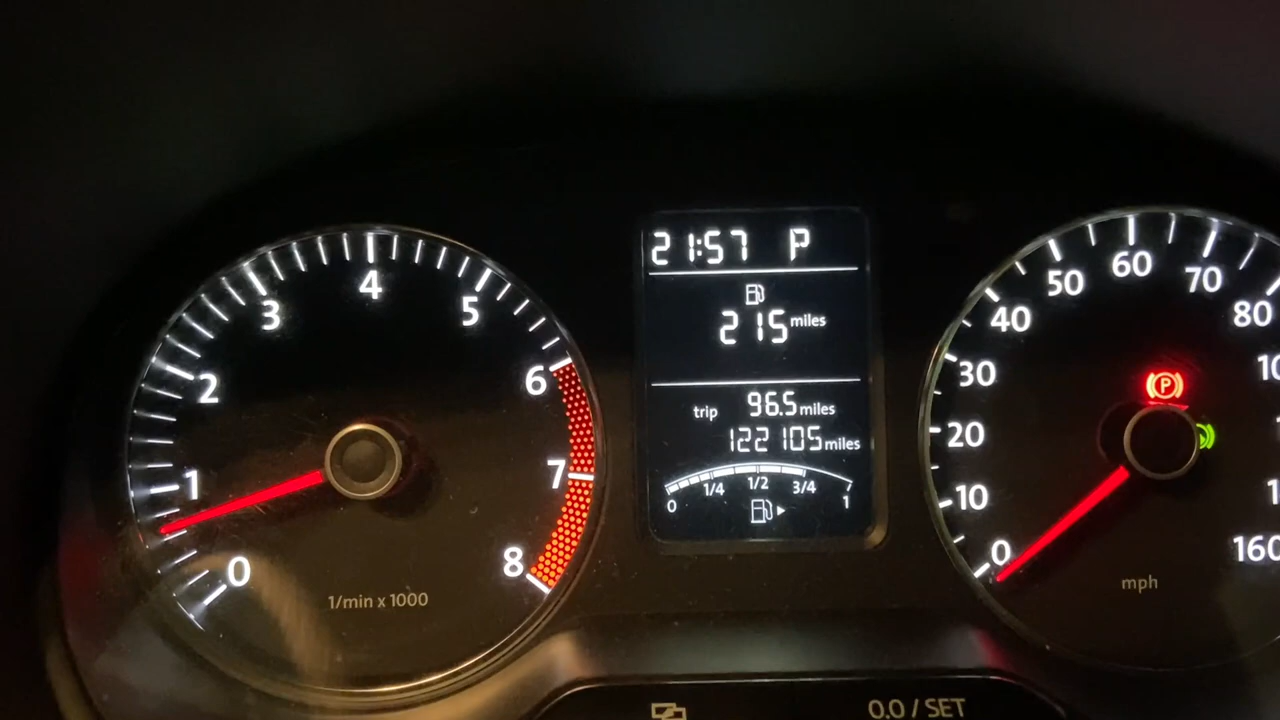 0
1
2
3
4
5
6
7
8
1/min x 1000
21:57 P
215 miles
trip 96.5 miles
122105 miles
0 1/4 1/2 3/4 1
0
10
20
30
40
50
60
70
80
160
mph
P
0.0 / SET